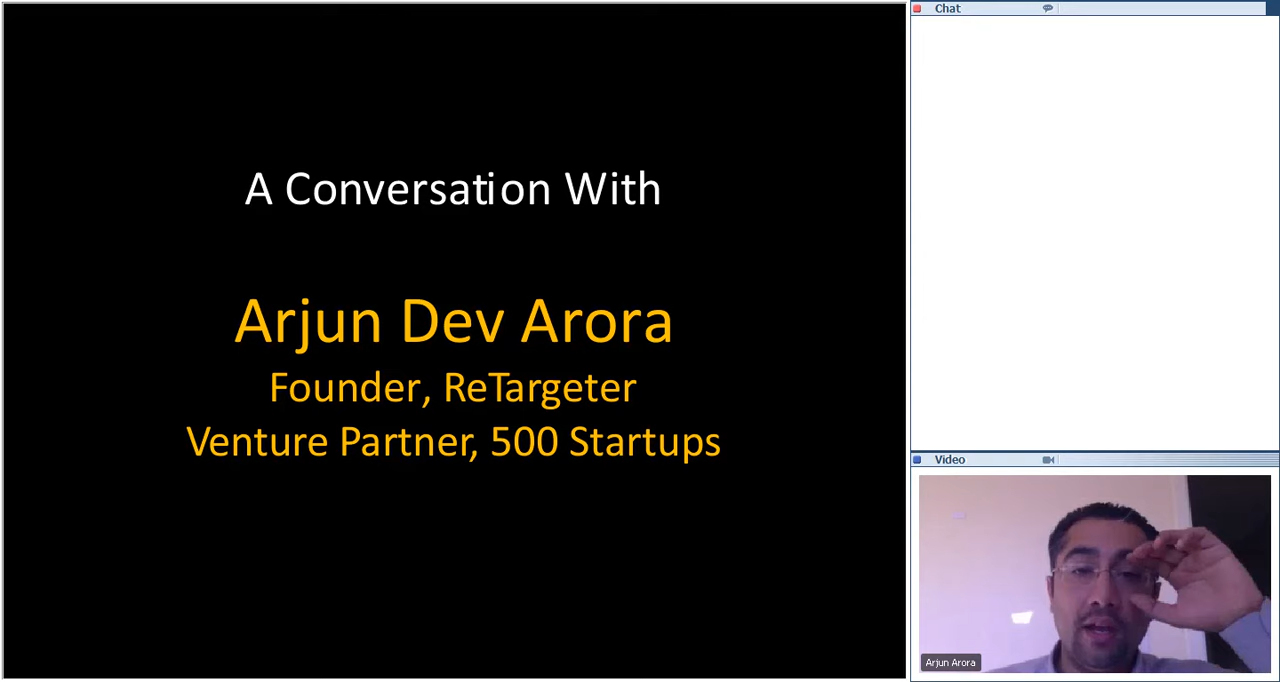 A Conversation With
Arjun Dev Arora
Founder, ReTargeter
Venture Partner, 500 Startups
Chat
Video
Arjun Arora